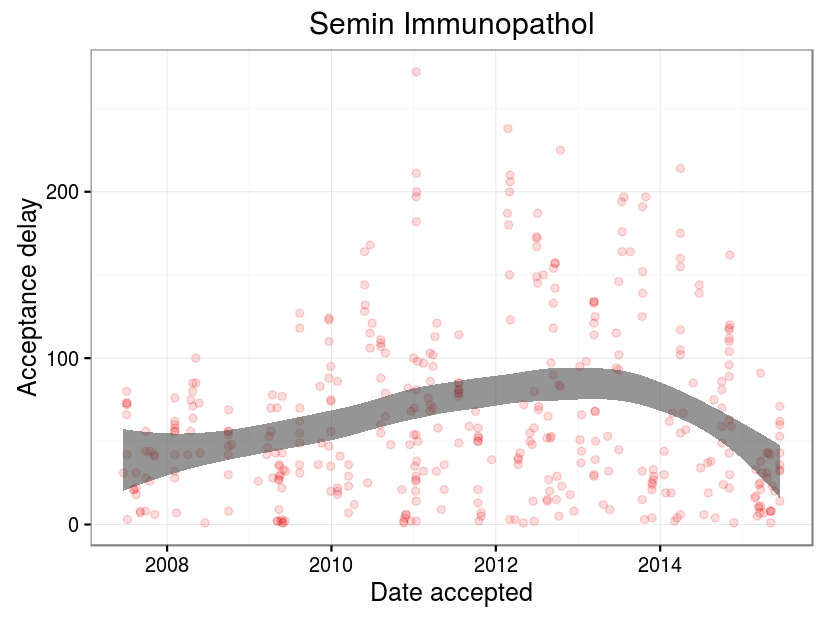 Semin Immunopathol
Acceptance delay
200
100
0
2008 2010 2012 2014
Date accepted